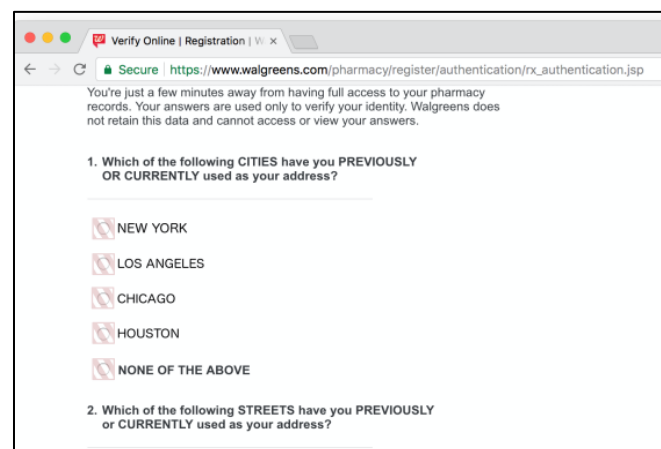 Verify Online | Registration | W
Secure https://www.walgreens.com/pharmacy/register/authentication/rx_authentication.jsp
You're just a few minutes away from having full access to your pharmacy
records. Your answers are used only to verify your identity. Walgreens does
not retain this data and cannot access or view your answers.
1. Which of the following CITIES have you PREVIOUSLY
OR CURRENTLY used as your address?
NEW YORK
LOS ANGELES
CHICAGO
HOUSTON
NONE OF THE ABOVE
2. Which of the following STREETS have you PREVIOUSLY
or CURRENTLY used as your address?